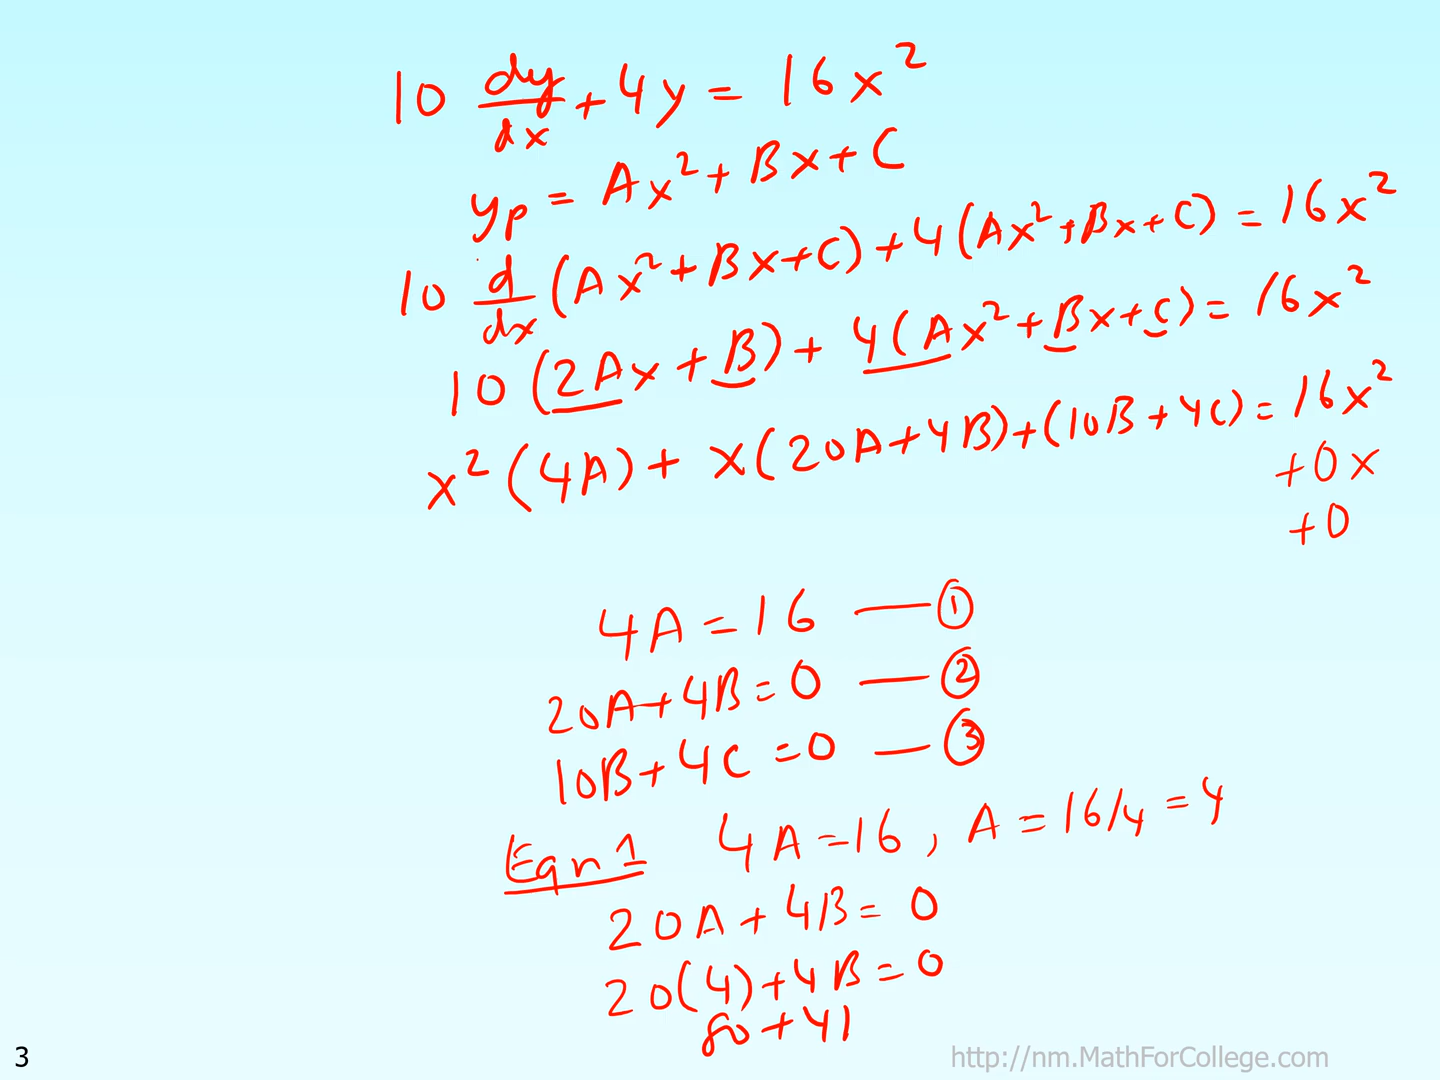 10 dy/dx + 4y = 16x²
yp = Ax² + Bx + C
10 d/dx (Ax² + Bx + C) + 4(Ax² + Bx + C) = 16x²
10 (2Ax + B) + 4(Ax² + Bx + C) = 16x²
x² (4A) + x(20A + 4B) + (10B + 4C) = 16x²
+0x
+0
4A = 16 — ①
20A + 4B = 0 — ②
10B + 4C = 0 — ③
Eqn 1 4A = 16, A = 16/4 = 4
20A + 4B = 0
20(4) + 4B = 0
80 + 4
3
http://nm.MathForCollege.com